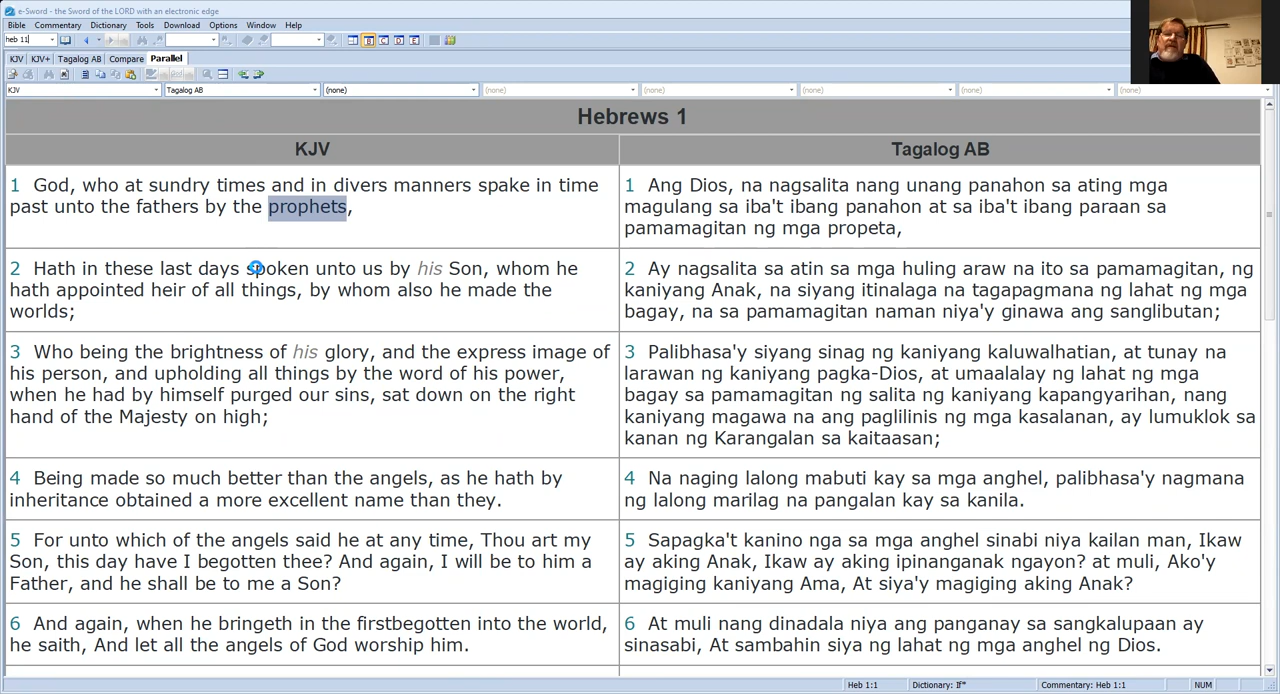 e-Sword - the Sword of the LORD with an electronic edge
Bible Commentary Dictionary Tools Download Options Window Help
heb 11
B C D E
KJV KJV+ Tagalog AB Compare Parallel
KJV Tagalog AB (none) (none) (none) (none) (none) (none)
Hebrews 1
KJV
1 God, who at sundry times and in divers manners spake in time
past unto the fathers by the prophets,
2 Hath in these last days spoken unto us by his Son, whom he
hath appointed heir of all things, by whom also he made the
worlds;
3 Who being the brightness of his glory, and the express image of
his person, and upholding all things by the word of his power,
when he had by himself purged our sins, sat down on the right
hand of the Majesty on high;
4 Being made so much better than the angels, as he hath by
inheritance obtained a more excellent name than they.
5 For unto which of the angels said he at any time, Thou art my
Son, this day have I begotten thee? And again, I will be to him a
Father, and he shall be to me a Son?
6 And again, when he bringeth in the firstbegotten into the world,
he saith, And let all the angels of God worship him.
Tagalog AB
1 Ang Dios, na nagsalita nang unang panahon sa ating mga
magulang sa iba't ibang panahon at sa iba't ibang paraan sa
pamamagitan ng mga propeta,
2 Ay nagsalita sa atin sa mga huling araw na ito sa pamamagitan, ng
kaniyang Anak, na siyang itinalaga na tagapagmana ng lahat ng mga
bagay, na sa pamamagitan naman niya'y ginawa ang sanglibutan;
3 Palibhasa'y siyang sinag ng kaniyang kaluwalhatian, at tunay na
larawan ng kaniyang pagka-Dios, at umaalalay ng lahat ng mga
bagay sa pamamagitan ng salita ng kaniyang kapangyarihan, nang
kaniyang magawa na ang paglilinis ng mga kasalanan, ay lumuklok sa
kanan ng Karangalan sa kaitaasan;
4 Na naging lalong mabuti kay sa mga anghel, palibhasa'y nagmana
ng lalong marilag na pangalan kay sa kanila.
5 Sapagka't kanino nga sa mga anghel sinabi niya kailan man, Ikaw
ay aking Anak, Ikaw ay aking ipinanganak ngayon? at muli, Ako'y
magiging kaniyang Ama, At siya'y magiging aking Anak?
6 At muli nang dinadala niya ang panganay sa sangkalupaan ay
sinasabi, At sambahin siya ng lahat ng mga anghel ng Dios.
Heb 1:1 Dictionary: If* Commentary: Heb 1:1 NUM